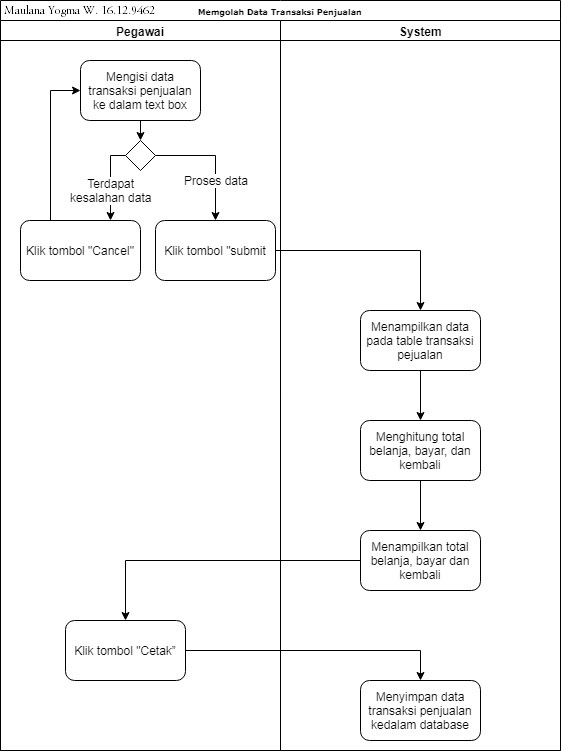 Maulana Yogma W. 16.12.9462
Memgolah Data Transaksi Penjualan
Pegawai
System
Mengisi data
transaksi penjualan
ke dalam text box
Terdapat
kesalahan data
Proses data
Klik tombol "Cancel"
Klik tombol "submit
Menampilkan data
pada table transaksi
pejualan
Menghitung total
belanja, bayar, dan
kembali
Menampilkan total
belanja, bayar dan
kembali
Klik tombol "Cetak"
Menyimpan data
transaksi penjualan
kedalam database